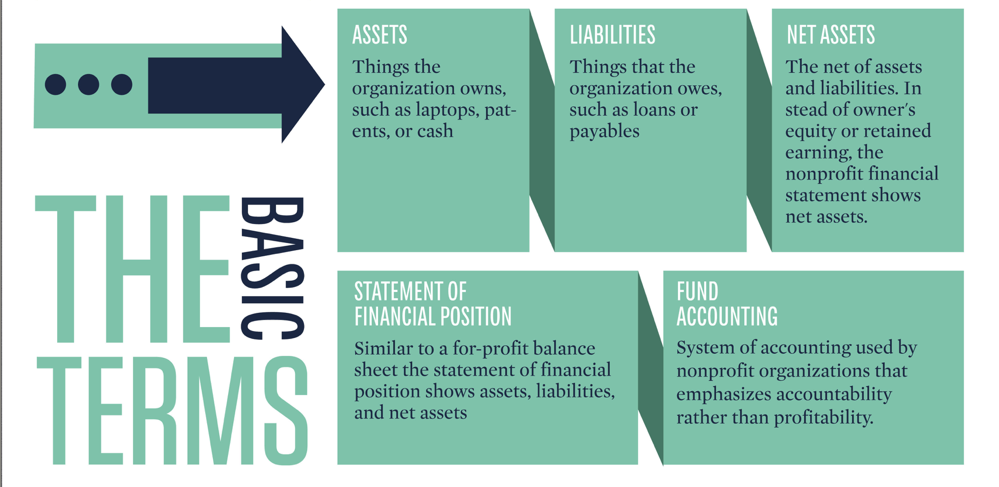 THE BASIC
TERMS
ASSETS
Things the
organization owns,
such as laptops, pat-
ents, or cash
LIABILITIES
Things that the
organization owes,
such as loans or
payables
NET ASSETS
The net of assets
and liabilities. In
stead of owner's
equity or retained
earning, the
nonprofit financial
statement shows
net assets.
STATEMENT OF
FINANCIAL POSITION
Similar to a for-profit balance
sheet the statement of financial
position shows assets, liabilities,
and net assets
FUND
ACCOUNTING
System of accounting used by
nonprofit organizations that
emphasizes accountability
rather than profitability.